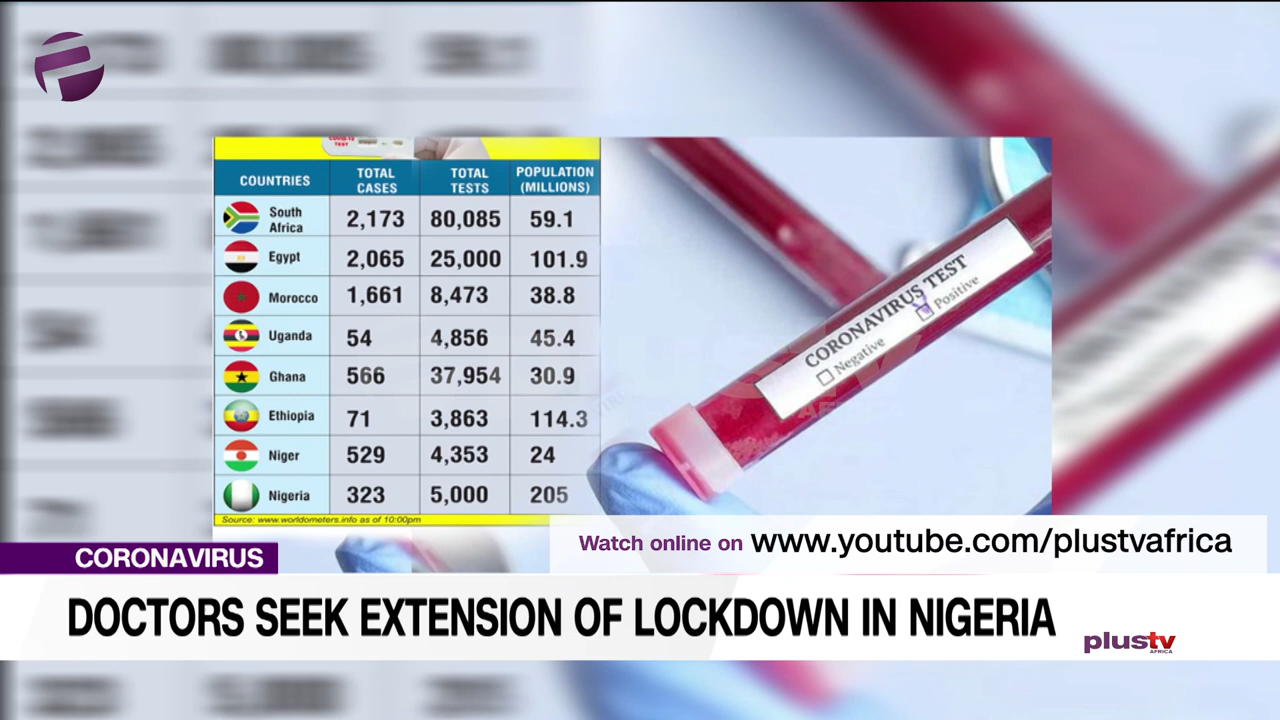 COVID-19
TEST
COUNTRIES TOTAL CASES TOTAL TESTS POPULATION (MILLIONS)
South Africa 2,173 80,085 59.1
Egypt 2,065 25,000 101.9
Morocco 1,661 8,473 38.8
Uganda 54 4,856 45.4
Ghana 566 37,954 30.9
Ethiopia 71 3,863 114.3
Niger 529 4,353 24
Nigeria 323 5,000 205
Source: www.worldometers.info as of 10:00pm
CORONAVIRUS TEST
Negative Positive
Watch online on www.youtube.com/plustvafrica
CORONAVIRUS
DOCTORS SEEK EXTENSION OF LOCKDOWN IN NIGERIA
plustv
AFRICA